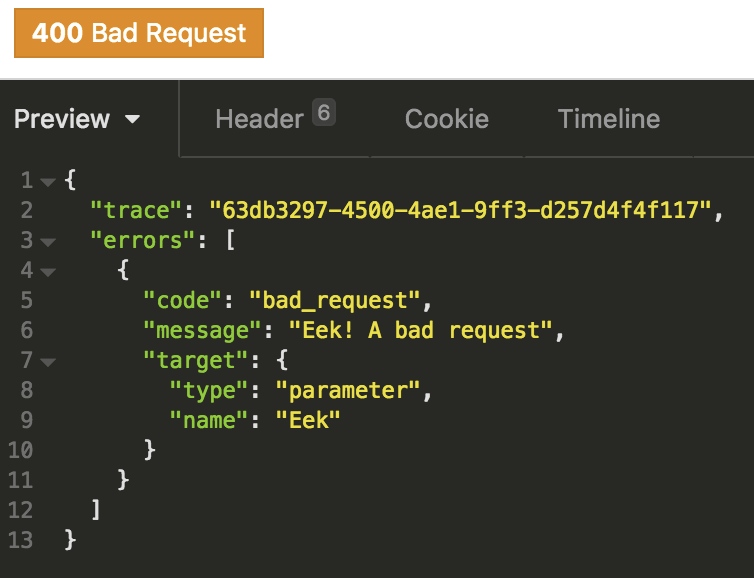 400 Bad Request
Preview Header 6 Cookie Timeline
1 {
2 "trace": "63db3297-4500-4ae1-9ff3-d257d4f4f117",
3 "errors": [
4 {
5 "code": "bad_request",
6 "message": "Eek! A bad request",
7 "target": {
8 "type": "parameter",
9 "name": "Eek"
10 }
11 }
12 ]
13 }